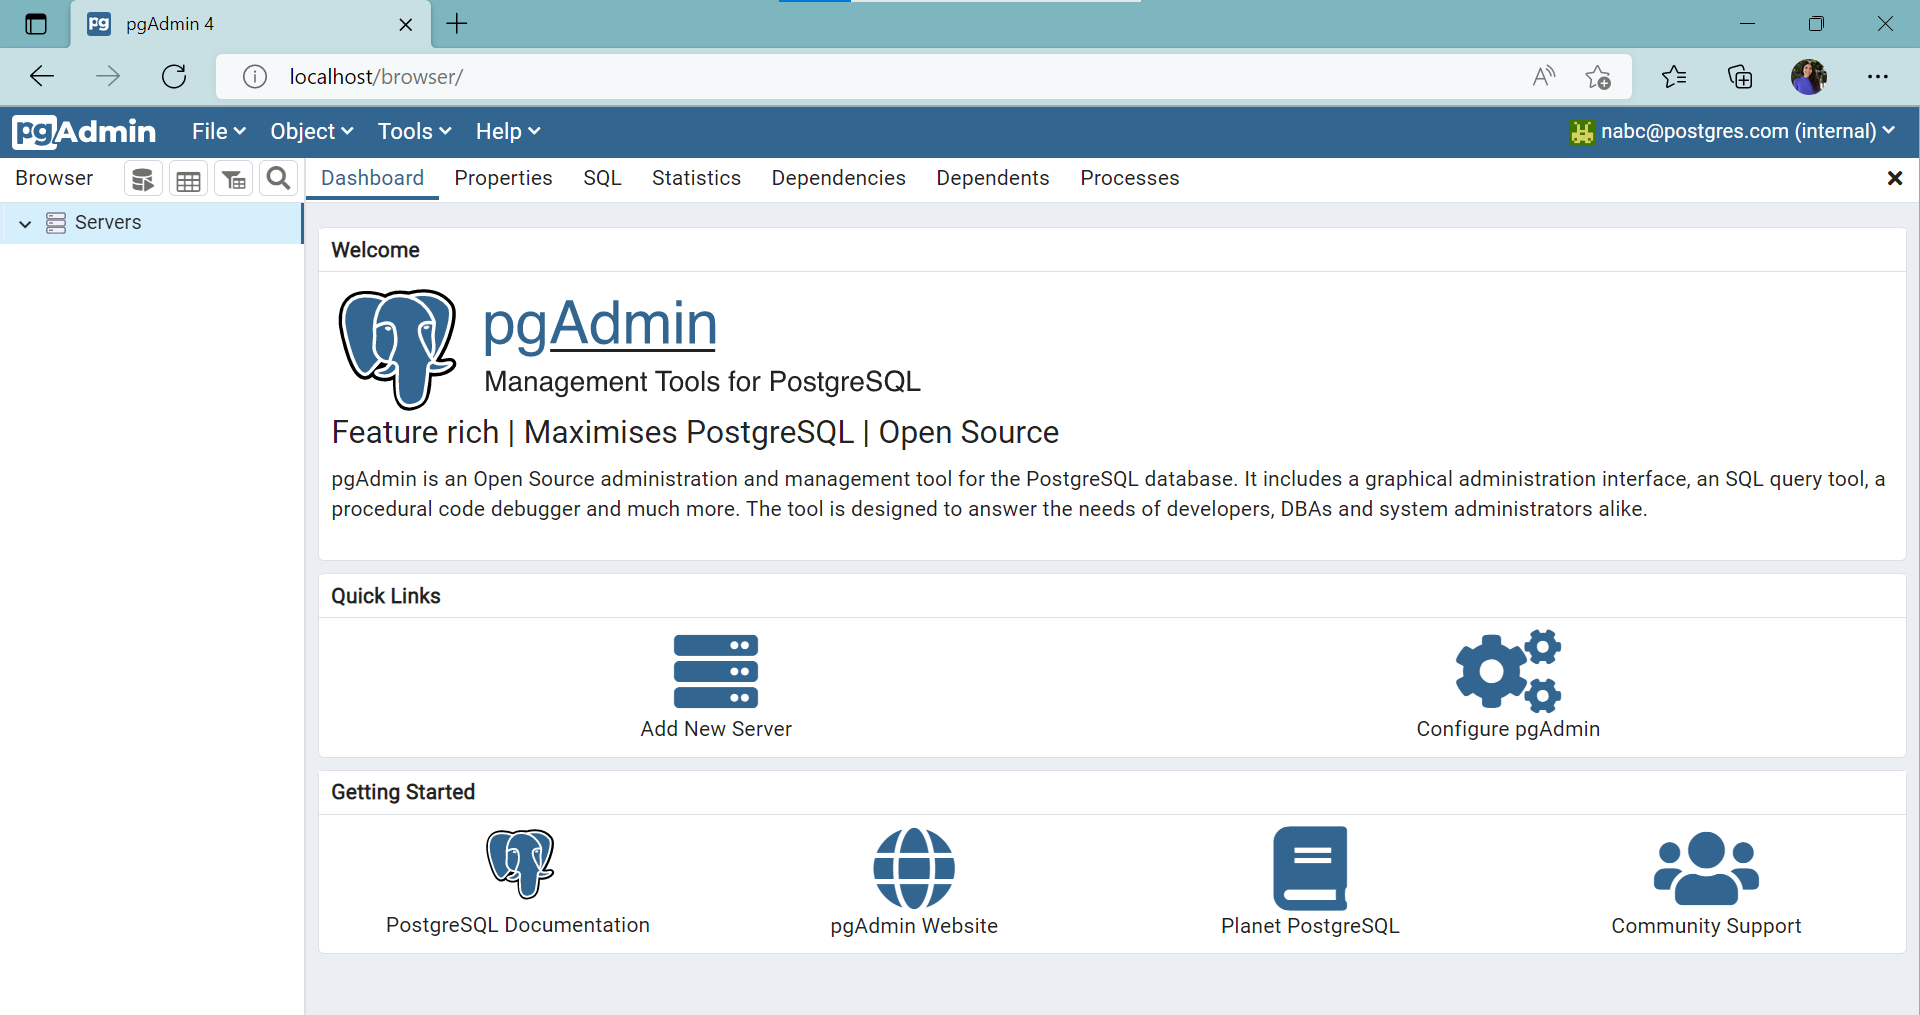 pg pgAdmin 4
localhost/browser/
pgAdmin File Object Tools Help nabc@postgres.com (internal)
Browser Dashboard Properties SQL Statistics Dependencies Dependents Processes
Servers
Welcome
pgAdmin
Management Tools for PostgreSQL
Feature rich | Maximises PostgreSQL | Open Source
pgAdmin is an Open Source administration and management tool for the PostgreSQL database. It includes a graphical administration interface, an SQL query tool, a
procedural code debugger and much more. The tool is designed to answer the needs of developers, DBAs and system administrators alike.
Quick Links
Add New Server Configure pgAdmin
Getting Started
PostgreSQL Documentation pgAdmin Website Planet PostgreSQL Community Support